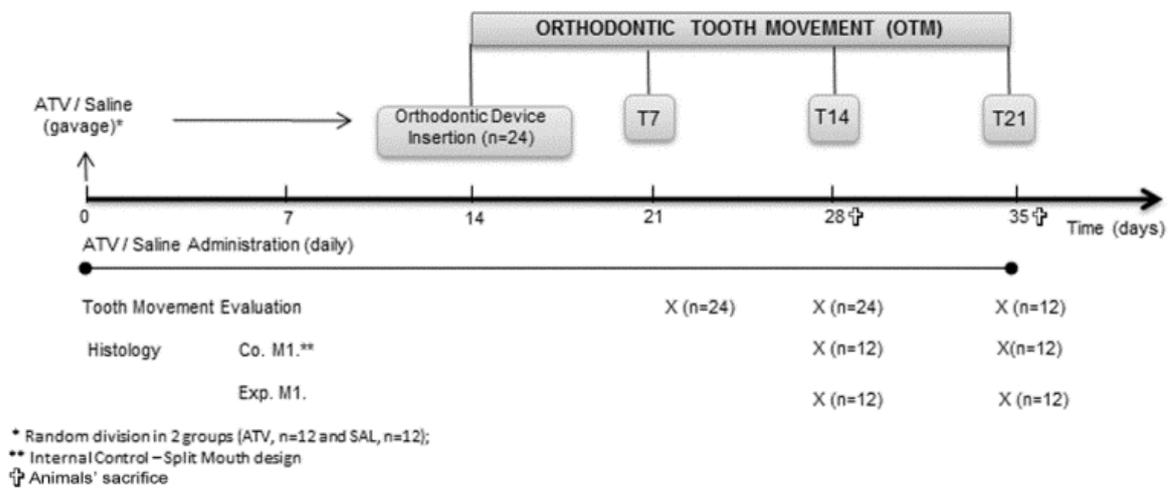 ORTHODONTIC TOOTH MOVEMENT (OTM)
ATV / Saline
(gavage)*
Orthodontic Device
Insertion (n=24)
T7
T14
T21
0
7
14
21
28✞
35✞
Time (days)
ATV / Saline Administration (daily)
Tooth Movement Evaluation X (n=24) X (n=24) X (n=12)
Histology Co. M1.** X (n=12) X(n=12)
Exp. M1. X (n=12) X (n=12)
* Random division in 2 groups (ATV, n=12 and SAL, n=12);
** Internal Control – Split Mouth design
✞ Animals' sacrifice